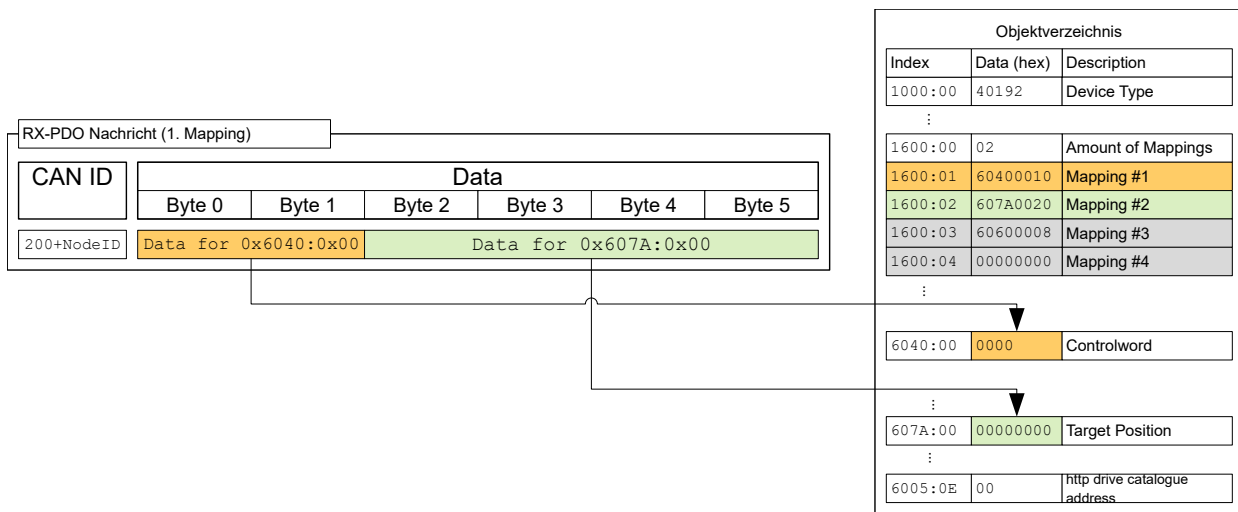 Objektverzeichnis
Index Data (hex) Description
1000:00 40192 Device Type
⋮
1600:00 02 Amount of Mappings
1600:01 60400010 Mapping #1
1600:02 607A0020 Mapping #2
1600:03 60600008 Mapping #3
1600:04 00000000 Mapping #4
⋮
6040:00 0000 Controlword
⋮
607A:00 00000000 Target Position
⋮
6005:0E 00 http drive catalogue
address
RX-PDO Nachricht (1. Mapping)
CAN ID Data
Byte 0 Byte 1 Byte 2 Byte 3 Byte 4 Byte 5
200+NodeID Data for 0x6040:0x00 Data for 0x607A:0x00